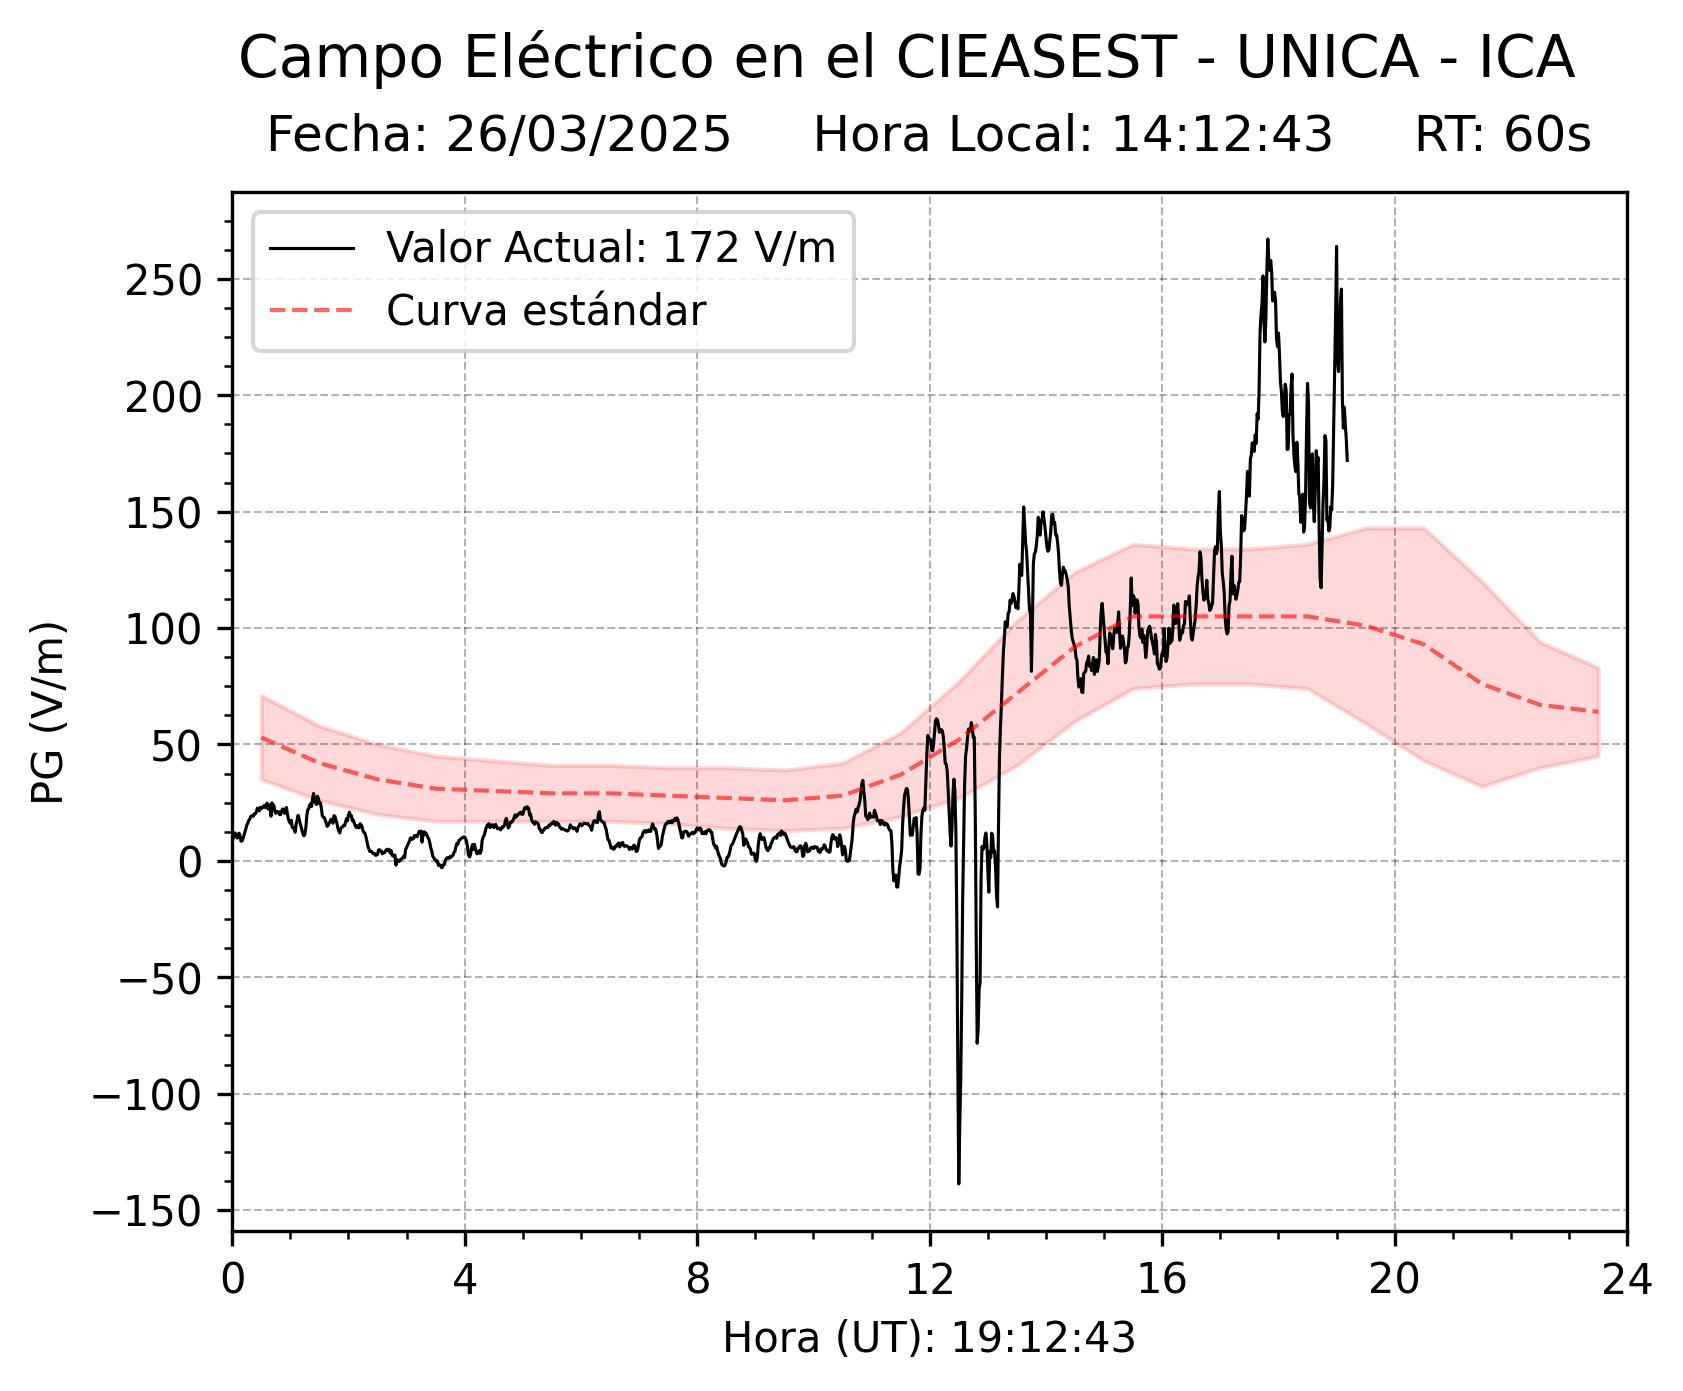 Campo Eléctrico en el CIEASEST - UNICA - ICA
Fecha: 26/03/2025 Hora Local: 14:12:43 RT: 60s
Valor Actual: 172 V/m
Curva estándar
PG (V/m)
250
200
150
100
50
0
−50
−100
−150
0 4 8 12 16 20 24
Hora (UT): 19:12:43